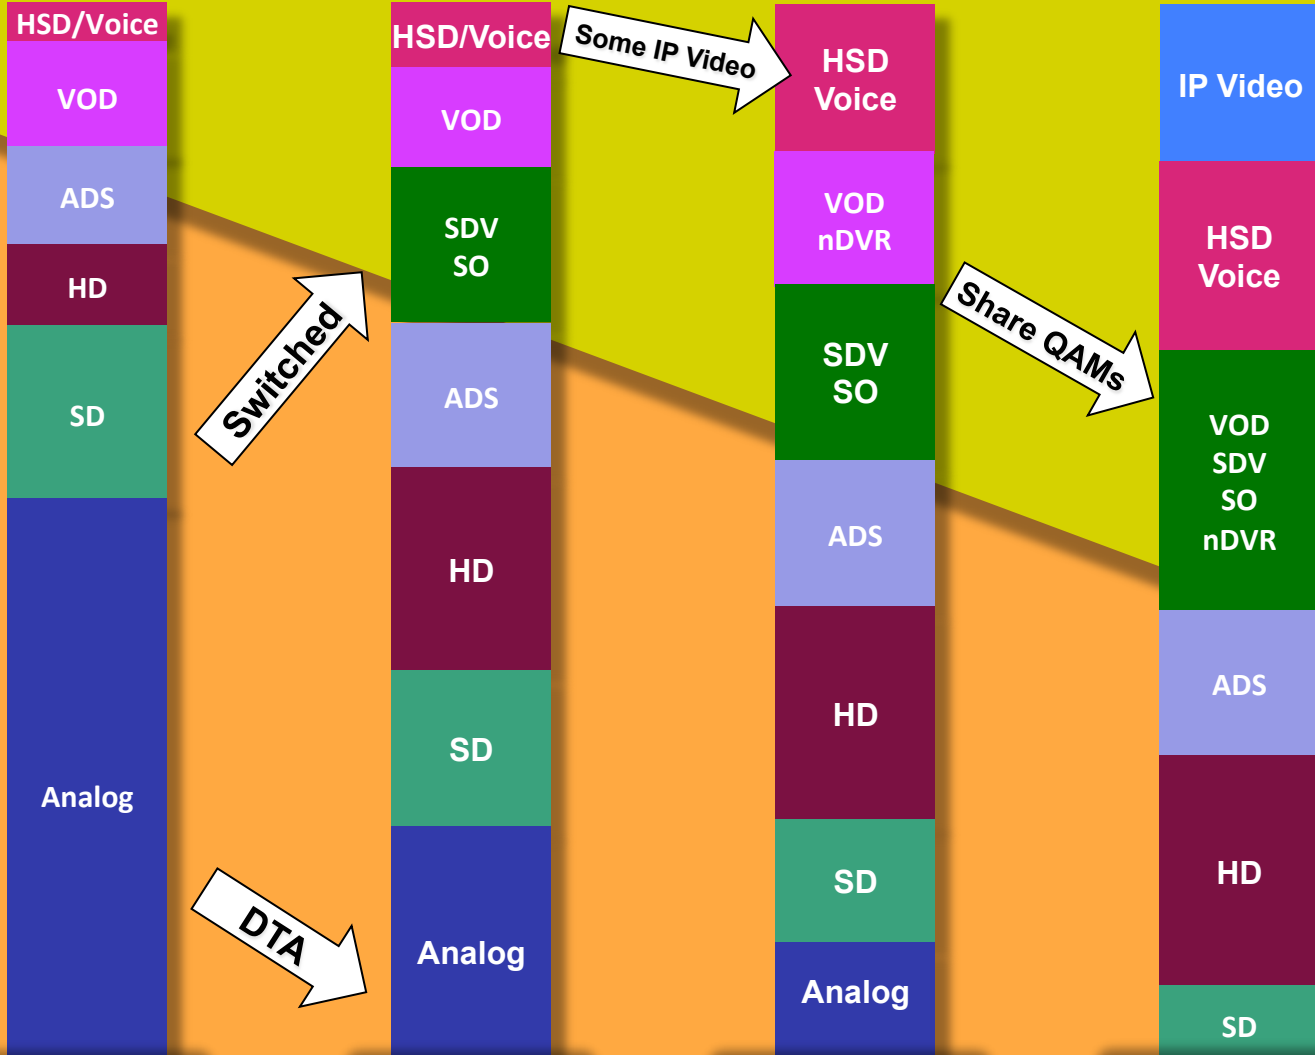 HSD/Voice
VOD
ADS
HD
SD
Analog
Switched
DTA
HSD/Voice
VOD
SDV
SO
ADS
HD
SD
Analog
Some IP Video
HSD
Voice
VOD
nDVR
SDV
SO
ADS
HD
SD
Analog
Share QAMs
IP Video
HSD
Voice
VOD
SDV
SO
nDVR
ADS
HD
SD